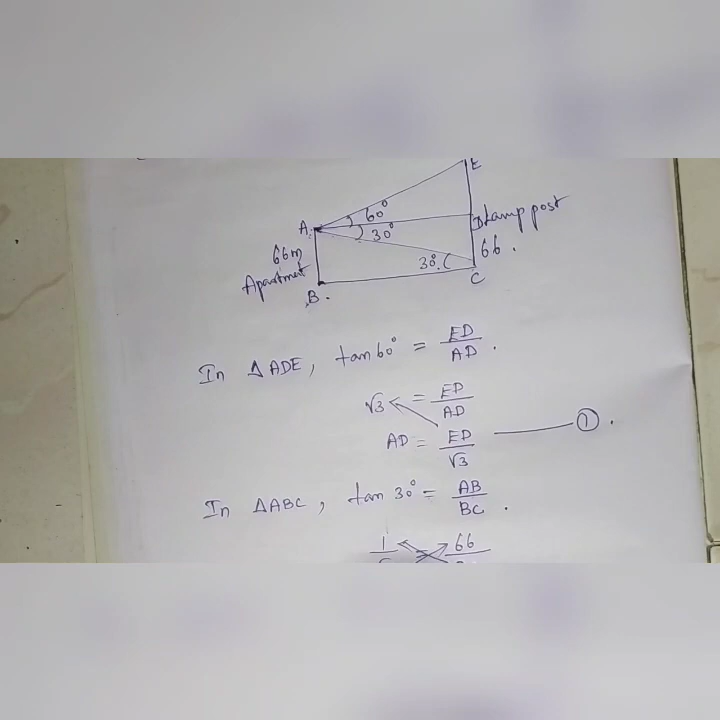 E
A. 60° D lamp post
30°
66m 66.
Apartment 30°. C
B.
In ΔADE, tan 60° = ED/AD.
√3 = ED/AD
AD = ED/√3 ①.
In ΔABC, tan 30° = AB/BC.
1 = 66